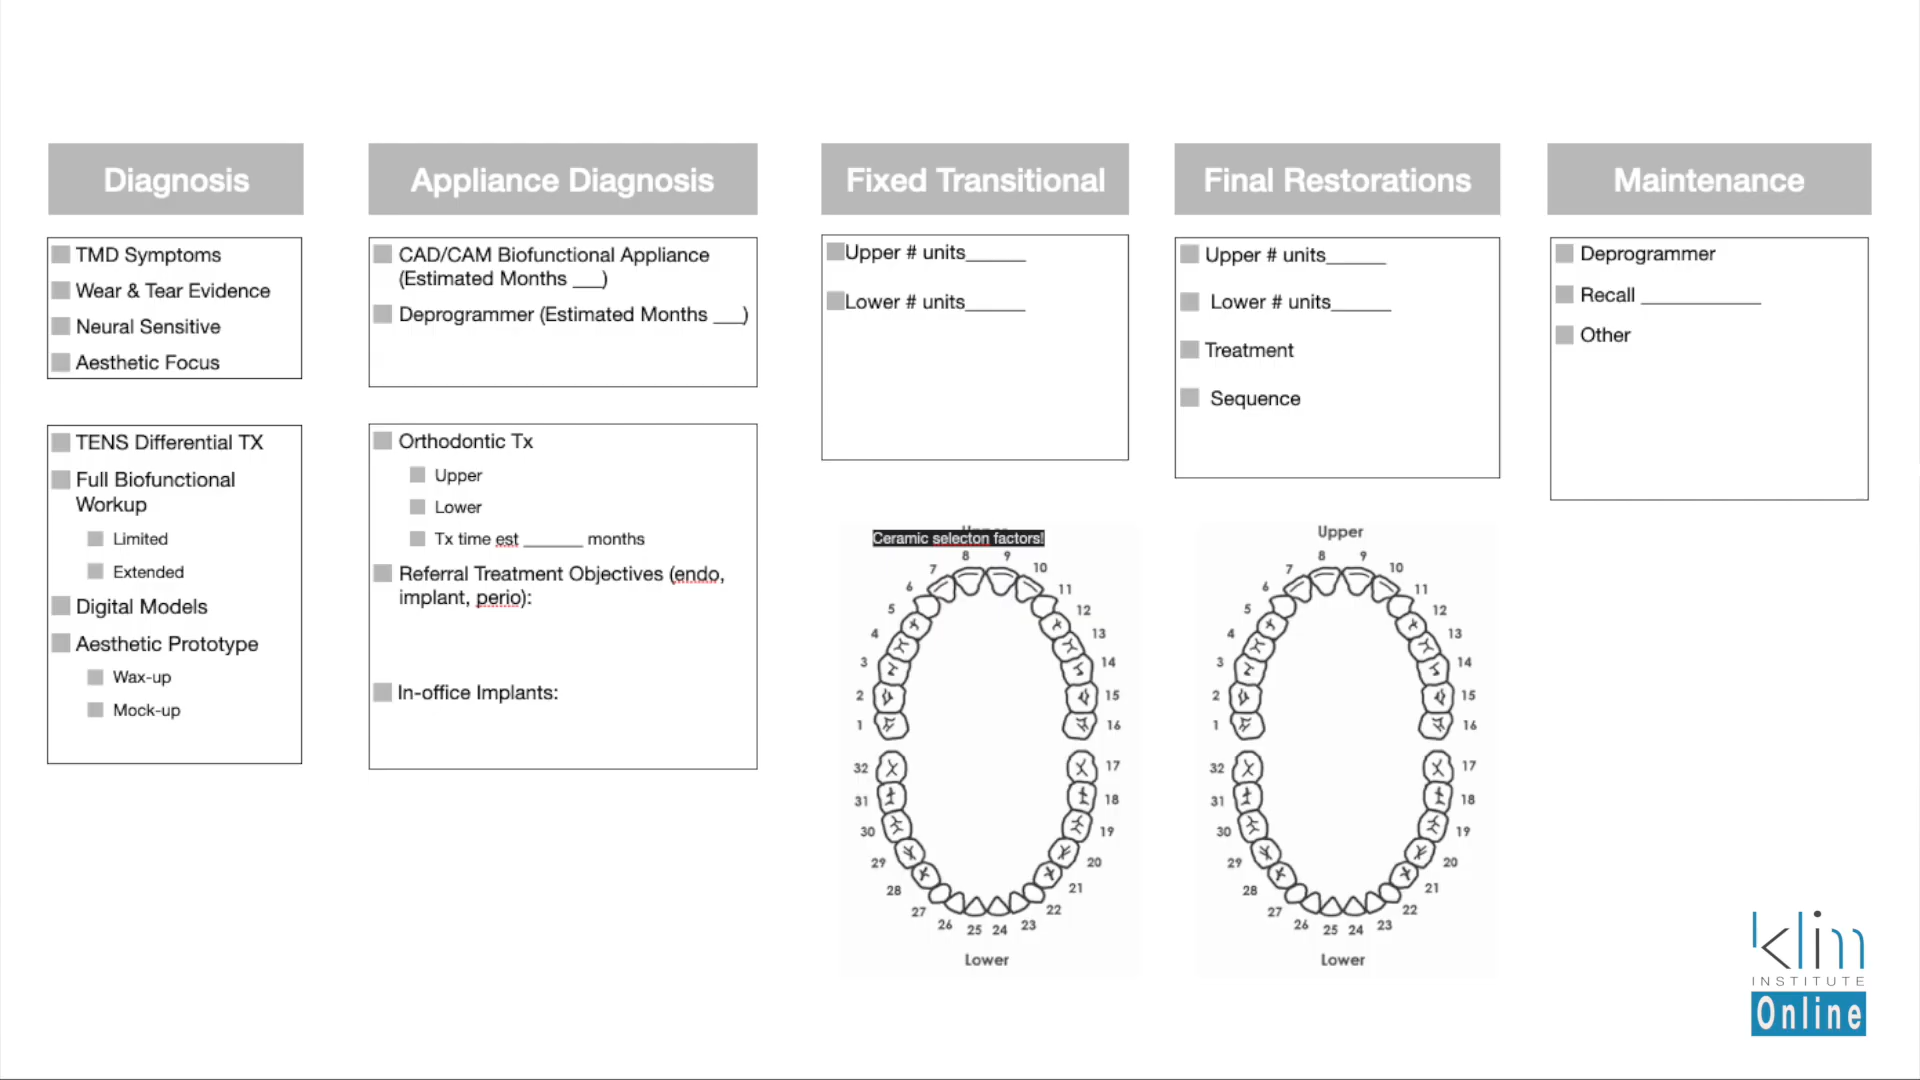 Diagnosis
TMD Symptoms
Wear & Tear Evidence
Neural Sensitive
Aesthetic Focus
TENS Differential TX
Full Biofunctional
Workup
Limited
Extended
Digital Models
Aesthetic Prototype
Wax-up
Mock-up
Appliance Diagnosis
CAD/CAM Biofunctional Appliance
(Estimated Months ___)
Deprogrammer (Estimated Months ___)
Orthodontic Tx
Upper
Lower
Tx time est ______ months
Referral Treatment Objectives (endo,
implant, perio):
In-office Implants:
Fixed Transitional
Upper # units_____
Lower # units_____
Ceramic selecton factors!
Upper
8 9
7 10
6 11
5 12
4 13
3 14
2 15
1 16
32 17
31 18
30 19
29 20
28 21
27 22
26 25 24 23
Lower
Final Restorations
Upper # units_____
Lower # units_____
Treatment
Sequence
Upper
8 9
7 10
6 11
5 12
4 13
3 14
2 15
1 16
32 17
31 18
30 19
29 20
28 21
27 22
26 25 24 23
Lower
Maintenance
Deprogrammer
Recall ___________
Other
klim
INSTITUTE
Online